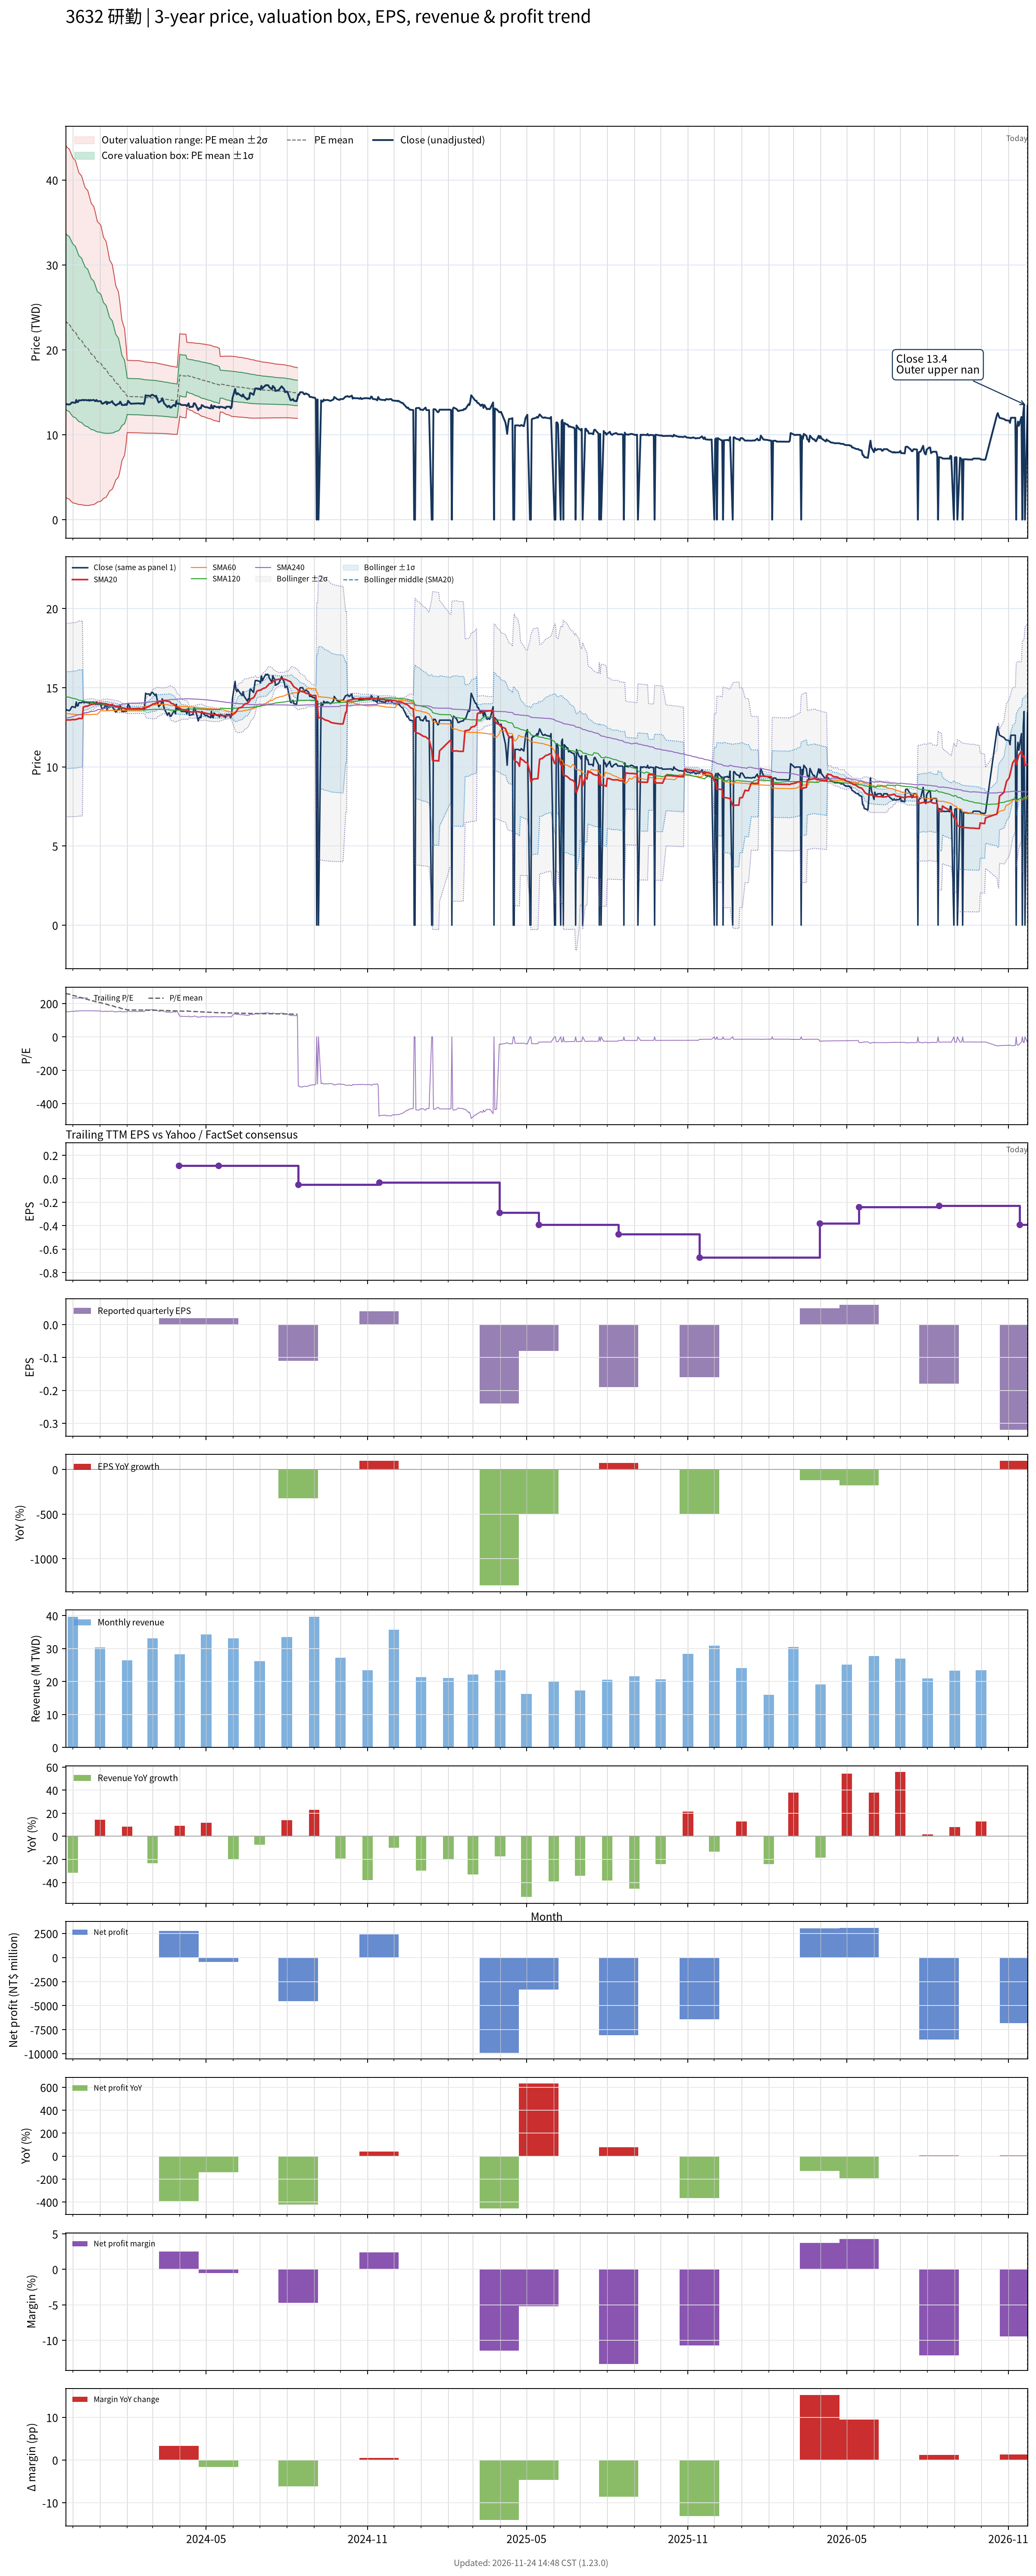 3632 研勤 | 3-year price, valuation box, EPS, revenue & profit trend
Outer valuation range: PE mean ±2σ
Core valuation box: PE mean ±1σ
PE mean
Close (unadjusted)
Today
Close 13.4
Outer upper nan
Price (TWD)
40
30
20
10
0
Close (same as panel 1)
SMA20
SMA60
SMA120
SMA240
Bollinger ±2σ
Bollinger ±1σ
Bollinger middle (SMA20)
Price
20
15
10
5
0
Trailing P/E
P/E mean
P/E
200
0
-200
-400
Trailing TTM EPS vs Yahoo / FactSet consensus
Today
EPS
0.2
0.0
-0.2
-0.4
-0.6
-0.8
Reported quarterly EPS
EPS
0.0
-0.1
-0.2
-0.3
EPS YoY growth
YoY (%)
0
-500
-1000
Monthly revenue
Revenue (M TWD)
40
30
20
10
0
Revenue YoY growth
YoY (%)
60
40
20
0
-20
-40
Month
Net profit
Net profit (NT$ million)
2500
0
-2500
-5000
-7500
-10000
Net profit YoY
YoY (%)
600
400
200
0
-200
-400
Net profit margin
Margin (%)
5
0
-5
-10
Margin YoY change
Δ margin (pp)
10
0
-10
2024-05
2024-11
2025-05
2025-11
2026-05
2026-11
Updated: 2026-11-24 14:48 CST (1.23.0)